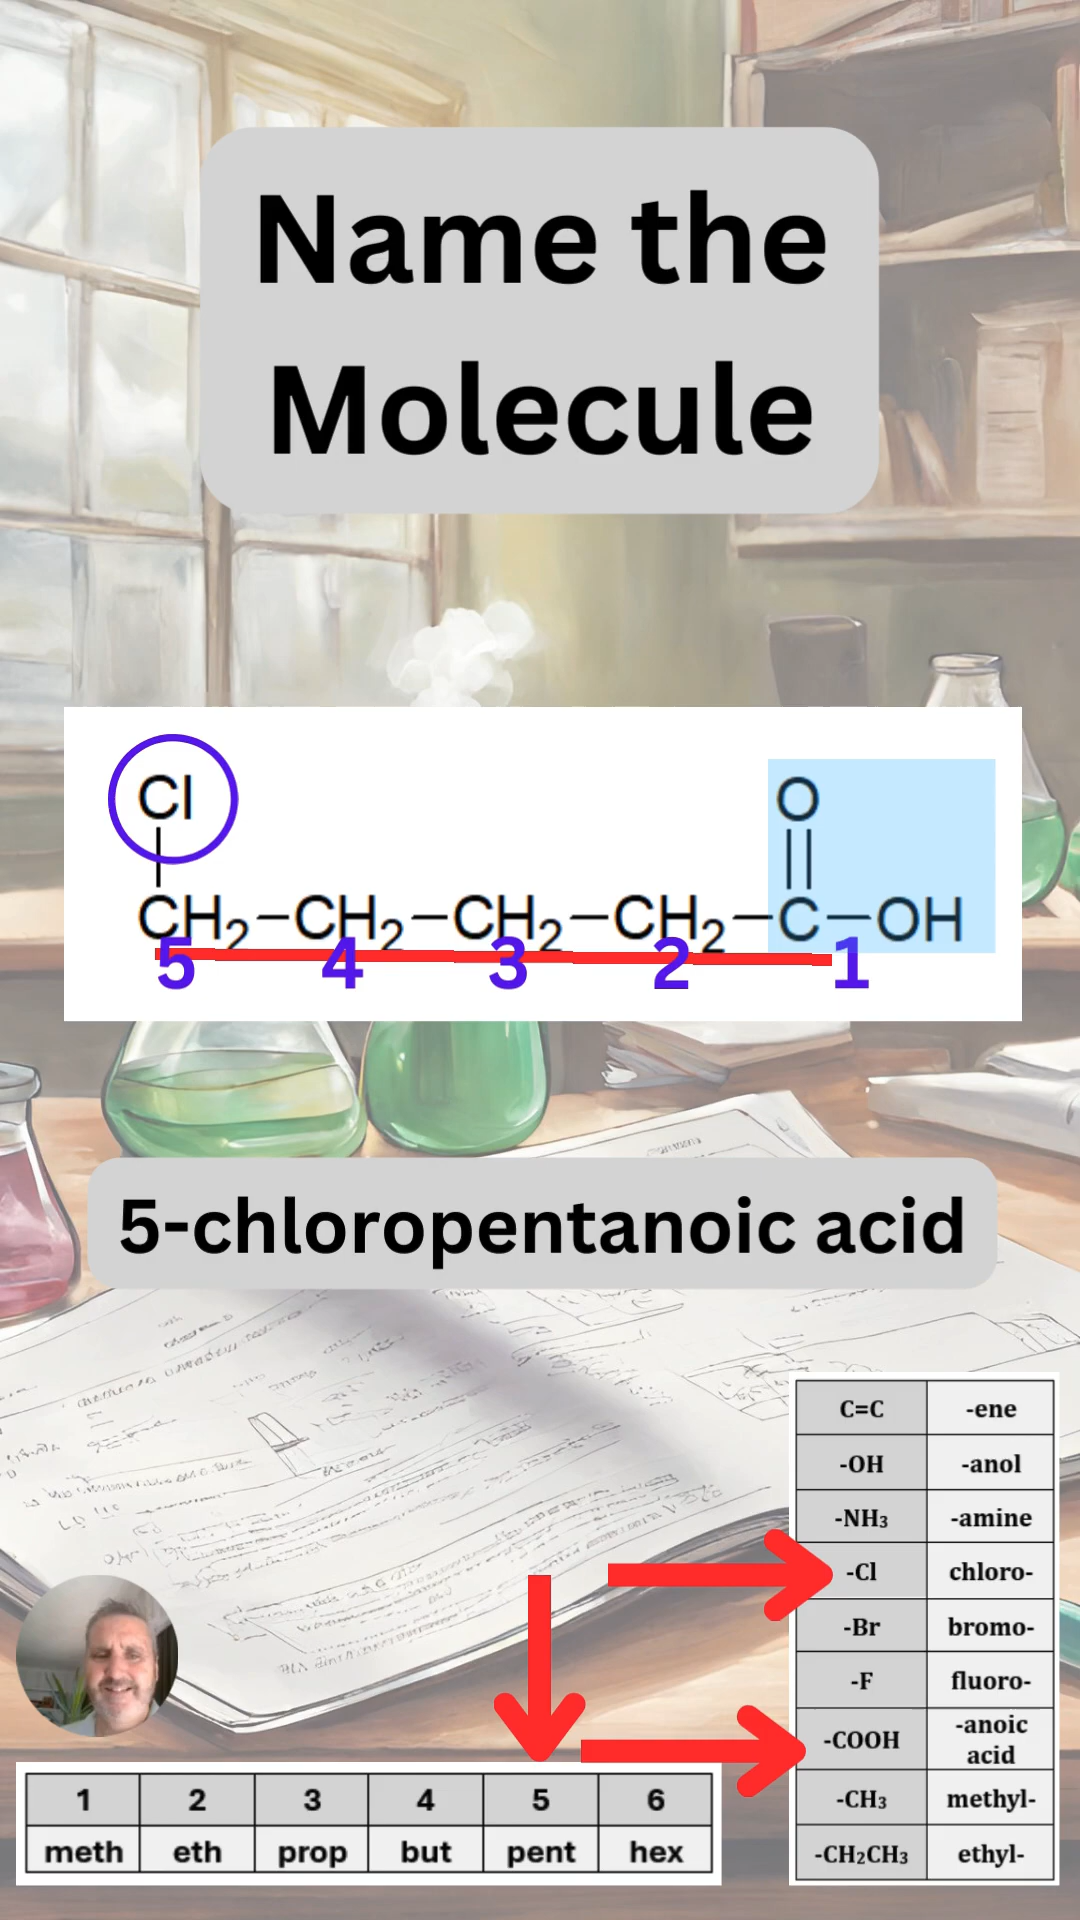 Name the
Molecule
Cl
O
CH₂–CH₂–CH₂–CH₂–C–OH
5 4 3 2 1
5-chloropentanoic acid
C=C -ene
-OH -anol
-NH₃ -amine
-Cl chloro-
-Br bromo-
-F fluoro-
-COOH -anoic
acid
-CH₃ methyl-
-CH₂CH₃ ethyl-
1 2 3 4 5 6
meth eth prop but pent hex